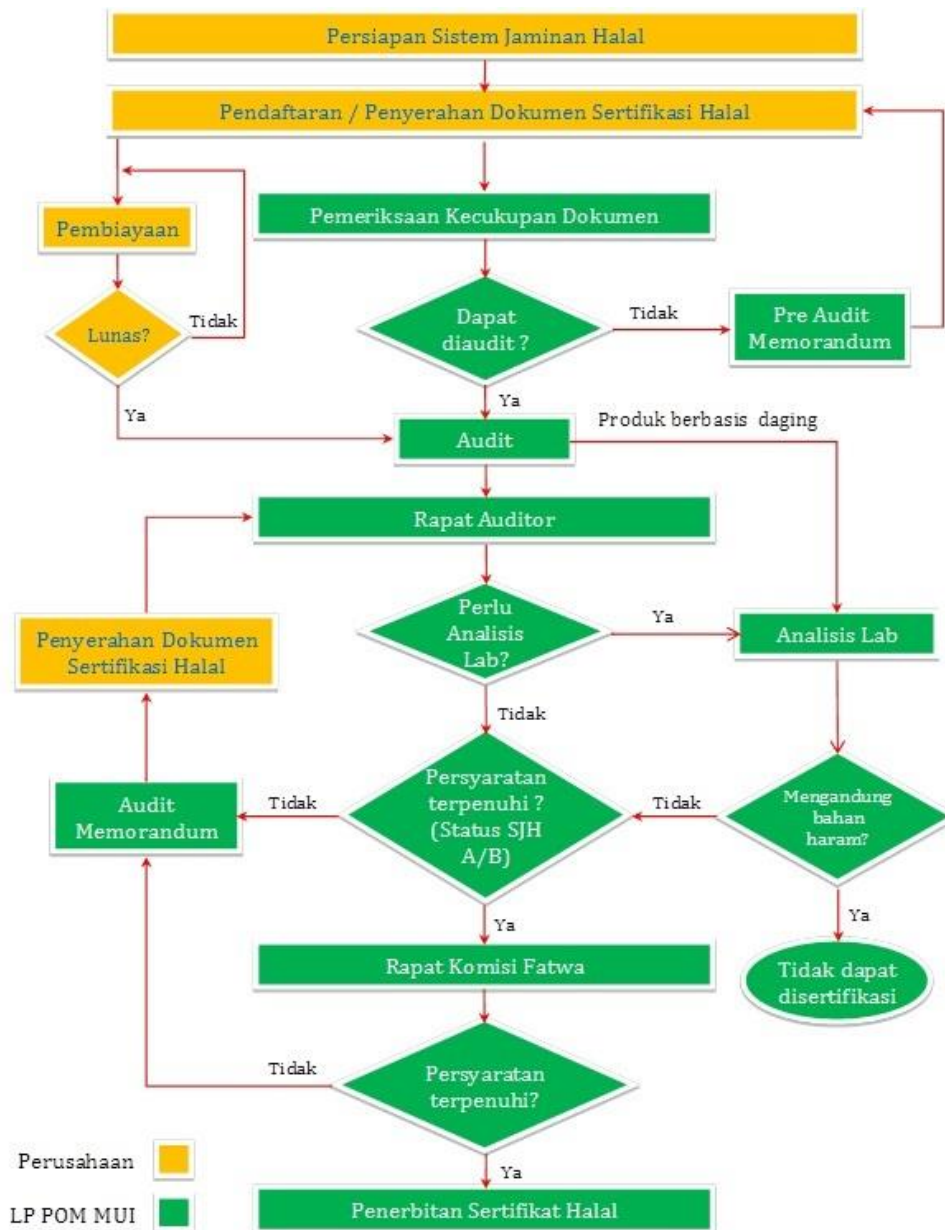 Persiapan Sistem Jaminan Halal
Pendaftaran / Penyerahan Dokumen Sertifikasi Halal
Pembiayaan
Pemeriksaan Kecukupan Dokumen
Lunas?
Tidak
Dapat
diaudit ?
Tidak
Pre Audit
Memorandum
Ya
Ya
Produk berbasis daging
Audit
Rapat Auditor
Penyerahan Dokumen
Sertifikasi Halal
Perlu
Analisis
Lab?
Ya
Analisis Lab
Tidak
Audit
Memorandum
Tidak
Persyaratan
terpenuhi ?
(Status SJH
A/B)
Tidak
Mengandung
bahan
haram?
Ya
Ya
Rapat Komisi Fatwa
Tidak dapat
disertifikasi
Tidak
Persyaratan
terpenuhi?
Perusahaan
Ya
LP POM MUI
Penerbitan Sertifikat Halal